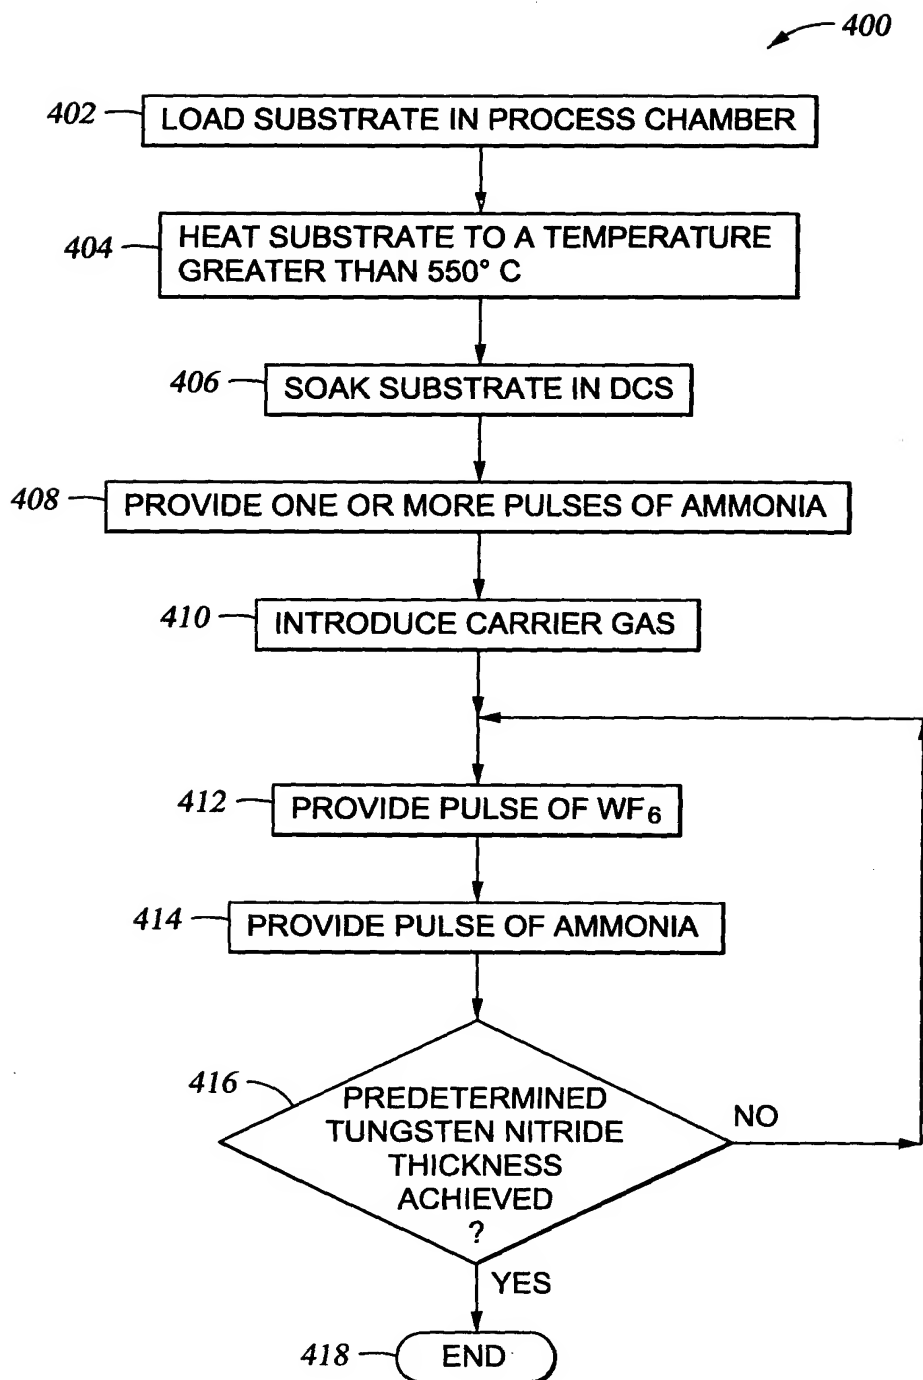 400
402
LOAD SUBSTRATE IN PROCESS CHAMBER
404
HEAT SUBSTRATE TO A TEMPERATURE
GREATER THAN 550° C
406
SOAK SUBSTRATE IN DCS
408
PROVIDE ONE OR MORE PULSES OF AMMONIA
410
INTRODUCE CARRIER GAS
412
PROVIDE PULSE OF WF₆
414
PROVIDE PULSE OF AMMONIA
416
PREDETERMINED
TUNGSTEN NITRIDE
THICKNESS
ACHIEVED
?
NO
YES
418
END